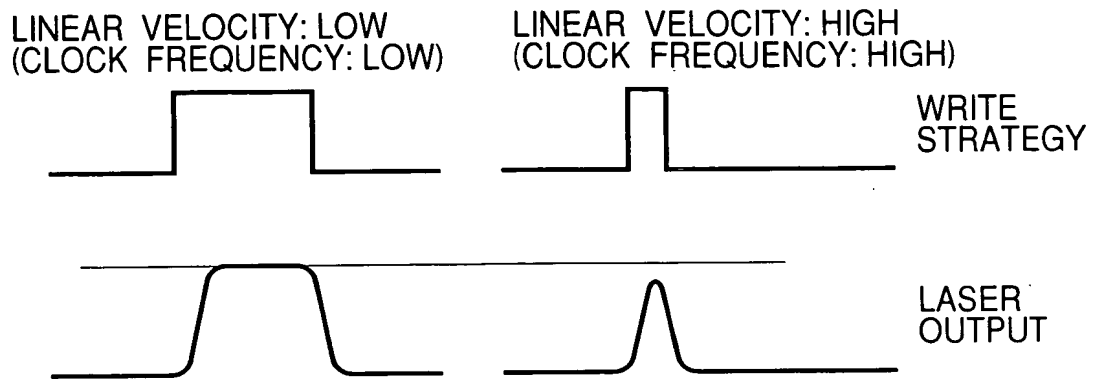 LINEAR VELOCITY: LOW
(CLOCK FREQUENCY: LOW)
LINEAR VELOCITY: HIGH
(CLOCK FREQUENCY: HIGH)
WRITE
STRATEGY
LASER
OUTPUT